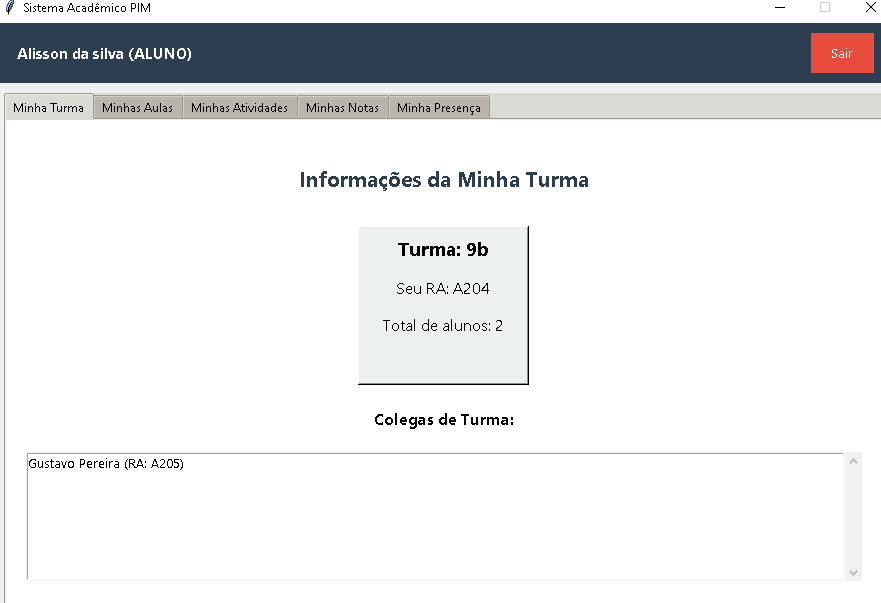 Sistema Acadêmico PIM
Alisson da silva (ALUNO)
Sair
Minha Turma Minhas Aulas Minhas Atividades Minhas Notas Minha Presença
Informações da Minha Turma
Turma: 9b
Seu RA: A204
Total de alunos: 2
Colegas de Turma:
Gustavo Pereira (RA: A205)